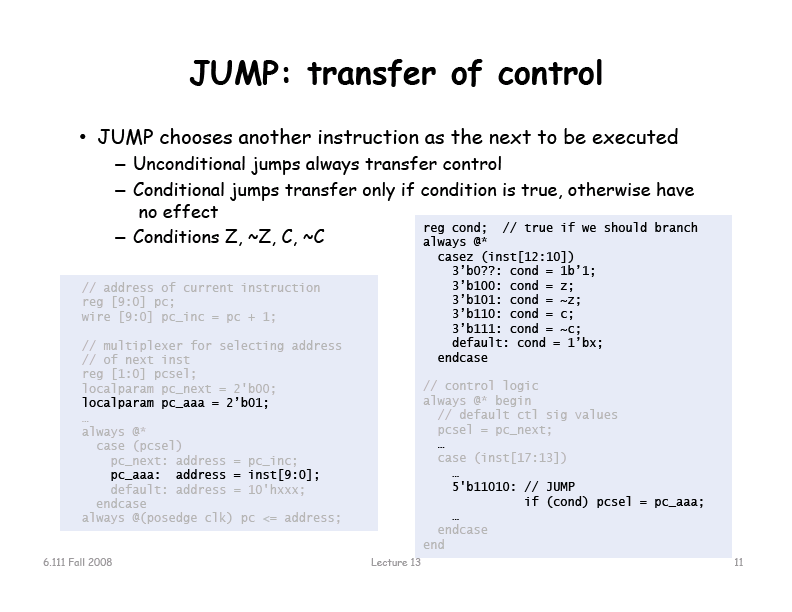 JUMP: transfer of control
• JUMP chooses another instruction as the next to be executed
– Unconditional jumps always transfer control
– Conditional jumps transfer only if condition is true, otherwise have
no effect
– Conditions Z, ~Z, C, ~C
// address of current instruction
reg [9:0] pc;
wire [9:0] pc_inc = pc + 1;
// multiplexer for selecting address
// of next inst
reg [1:0] pcsel;
localparam pc_next = 2'b00;
localparam pc_aaa = 2’b01;
…
always @*
case (pcsel)
pc_next: address = pc_inc;
pc_aaa:  address = inst[9:0];
default: address = 10'hxxx;
endcase
always @(posedge clk) pc <= address;
reg cond;  // true if we should branch
always @*
casez (inst[12:10])
3’b0??: cond = 1b’1;
3’b100: cond = z;
3’b101: cond = ~z;
3’b110: cond = c;
3’b111: cond = ~c;
default: cond = 1’bx;
endcase
// control logic
always @* begin
// default ctl sig values
pcsel = pc_next;
…
case (inst[17:13])
…
5'b11010: // JUMP
if (cond) pcsel = pc_aaa;
…
endcase
end
6.111 Fall 2008
Lecture 13
11